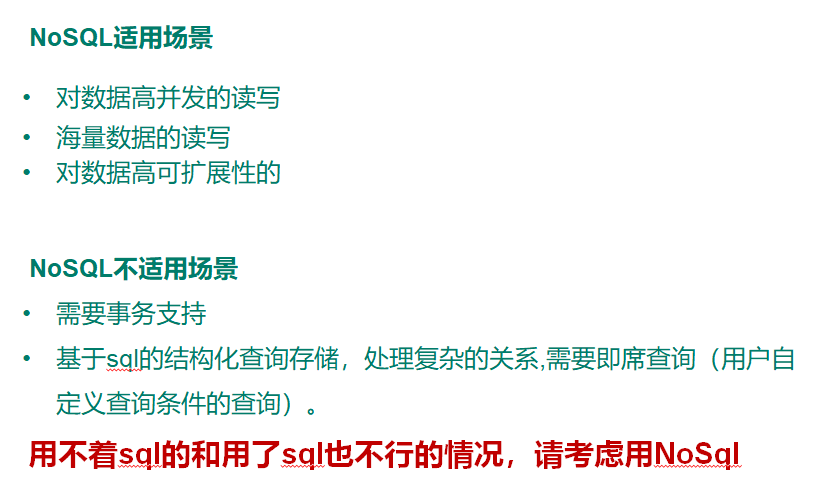 NoSQL适用场景
• 对数据高并发的读写
• 海量数据的读写
• 对数据高可扩展性的
NoSQL不适用场景
• 需要事务支持
• 基于sql的结构化查询存储，处理复杂的关系,需要即席查询（用户自
定义查询条件的查询）。
用不着sql的和用了sql也不行的情况，请考虑用NoSql